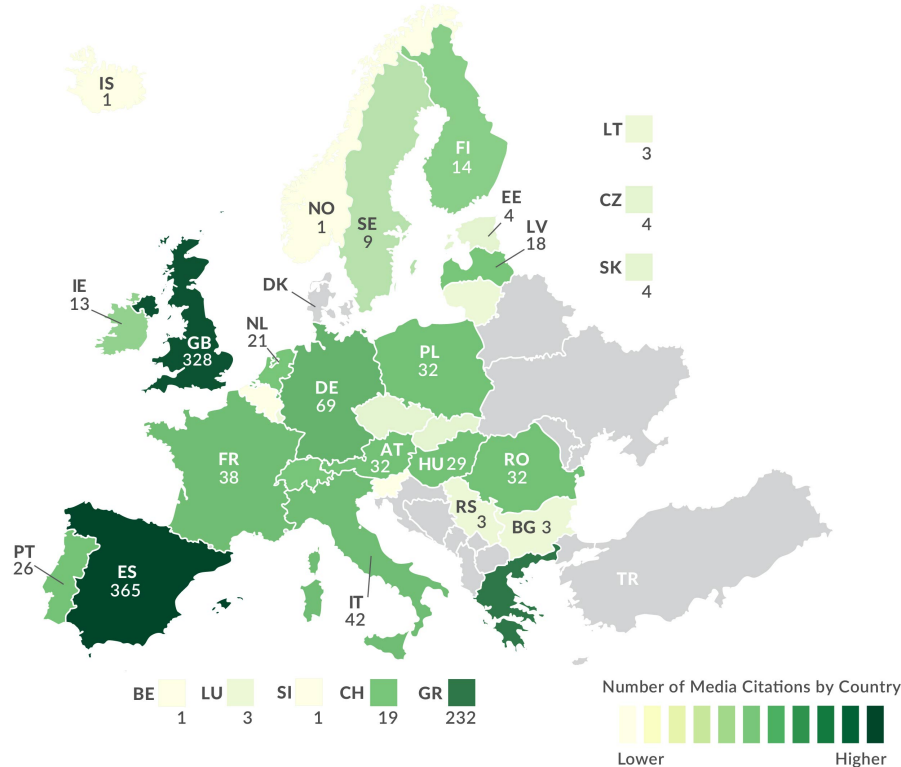 IS
1
FI
14
LT
3
NO
1
SE
9
EE
4
CZ
4
LV
18
SK
4
IE
13
DK
NL
21
GB
328
PL
32
DE
69
FR
38
AT
32
HU 29
RO
32
RS
3
BG 3
PT
26
ES
365
TR
IT
42
BE
1
LU
3
SI
1
CH
19
GR
232
Number of Media Citations by Country
Lower
Higher